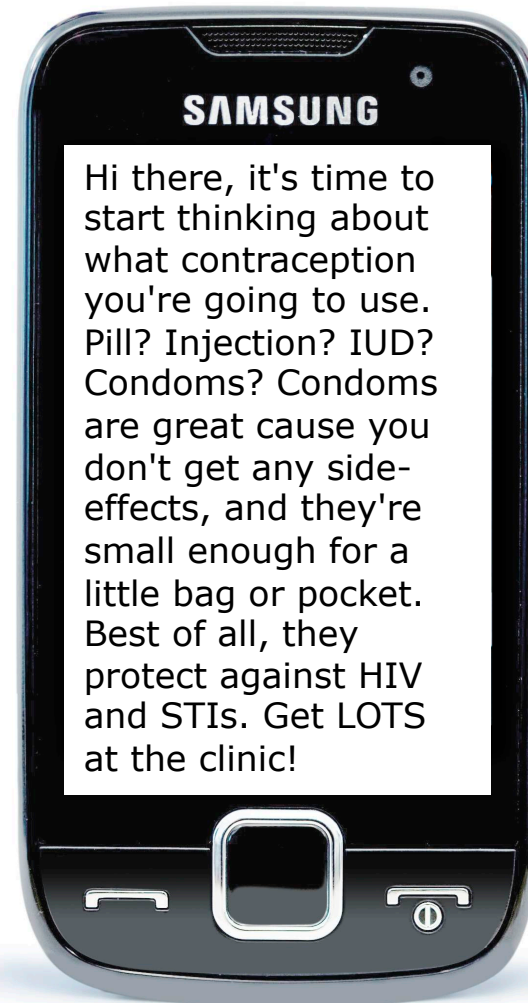 SAMSUNG
Hi there, it's time to
start thinking about
what contraception
you're going to use.
Pill? Injection? IUD?
Condoms? Condoms
are great cause you
don't get any side-
effects, and they're
small enough for a
little bag or pocket.
Best of all, they
protect against HIV
and STIs. Get LOTS
at the clinic!